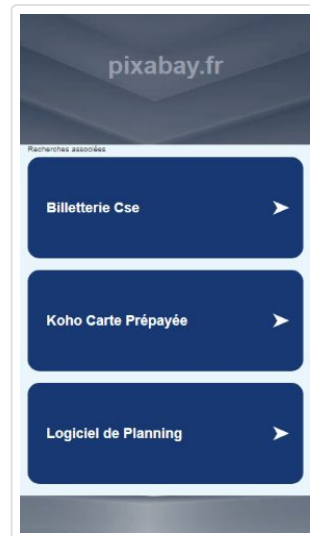 pixabay.fr
Recherches associées
Billetterie Cse
Koho Carte Prépayée
Logiciel de Planning